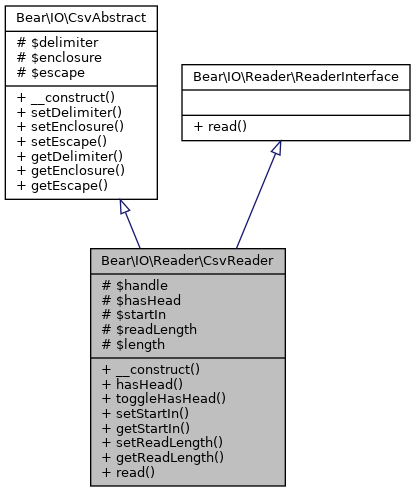 Bear\IO\CsvAbstract
# $delimiter
# $enclosure
# $escape
+ __construct()
+ setDelimiter()
+ setEnclosure()
+ setEscape()
+ getDelimiter()
+ getEnclosure()
+ getEscape()
Bear\IO\Reader\ReaderInterface
+ read()
Bear\IO\Reader\CsvReader
# $handle
# $hasHead
# $startIn
# $readLength
# $length
+ __construct()
+ hasHead()
+ toggleHasHead()
+ setStartIn()
+ getStartIn()
+ setReadLength()
+ getReadLength()
+ read()